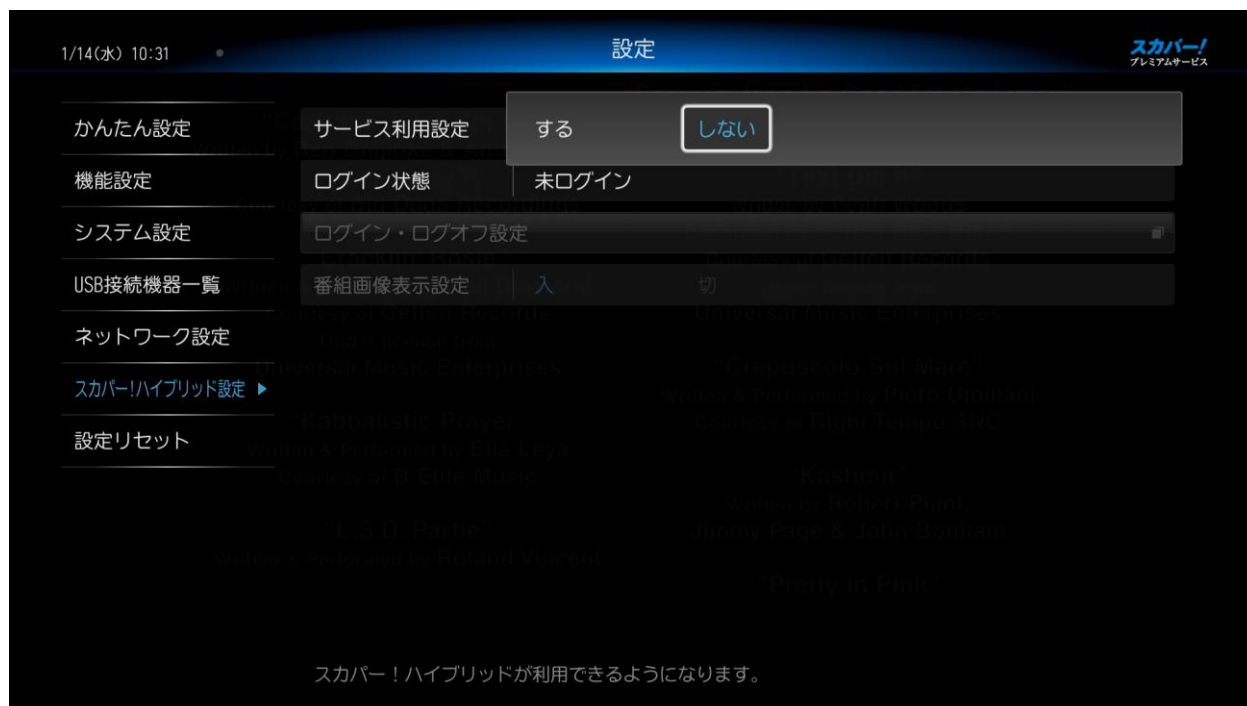 1/14(水) 10:31
設定
スカパー!
プレミアムサービス
かんたん設定
サービス利用設定 する しない
機能設定
ログイン状態 未ログイン
システム設定
ログイン・ログオフ設定
USB接続機器一覧
番組画像表示設定 入 切
ネットワーク設定
スカパー!ハイブリッド設定
設定リセット
Courtesy of Geffen Records
Universal Music Enterprises
Under license from
Universal Music Enterprises
"Crepuscolo Sul Mare"
Written & Performed by Piero Umiliani
Courtesy of Right Tempo SNC
"Kabbalistic Prayer"
Written & Performed by Ella Leya
Courtesy of B-Elite Music
"Kashmir"
Written by Robert Plant,
Jimmy Page & John Bonham
"L.S.D. Partie"
Written & Performed by Roland Vincent
"Pretty In Pink"
スカパー！ハイブリッドが利用できるようになります。